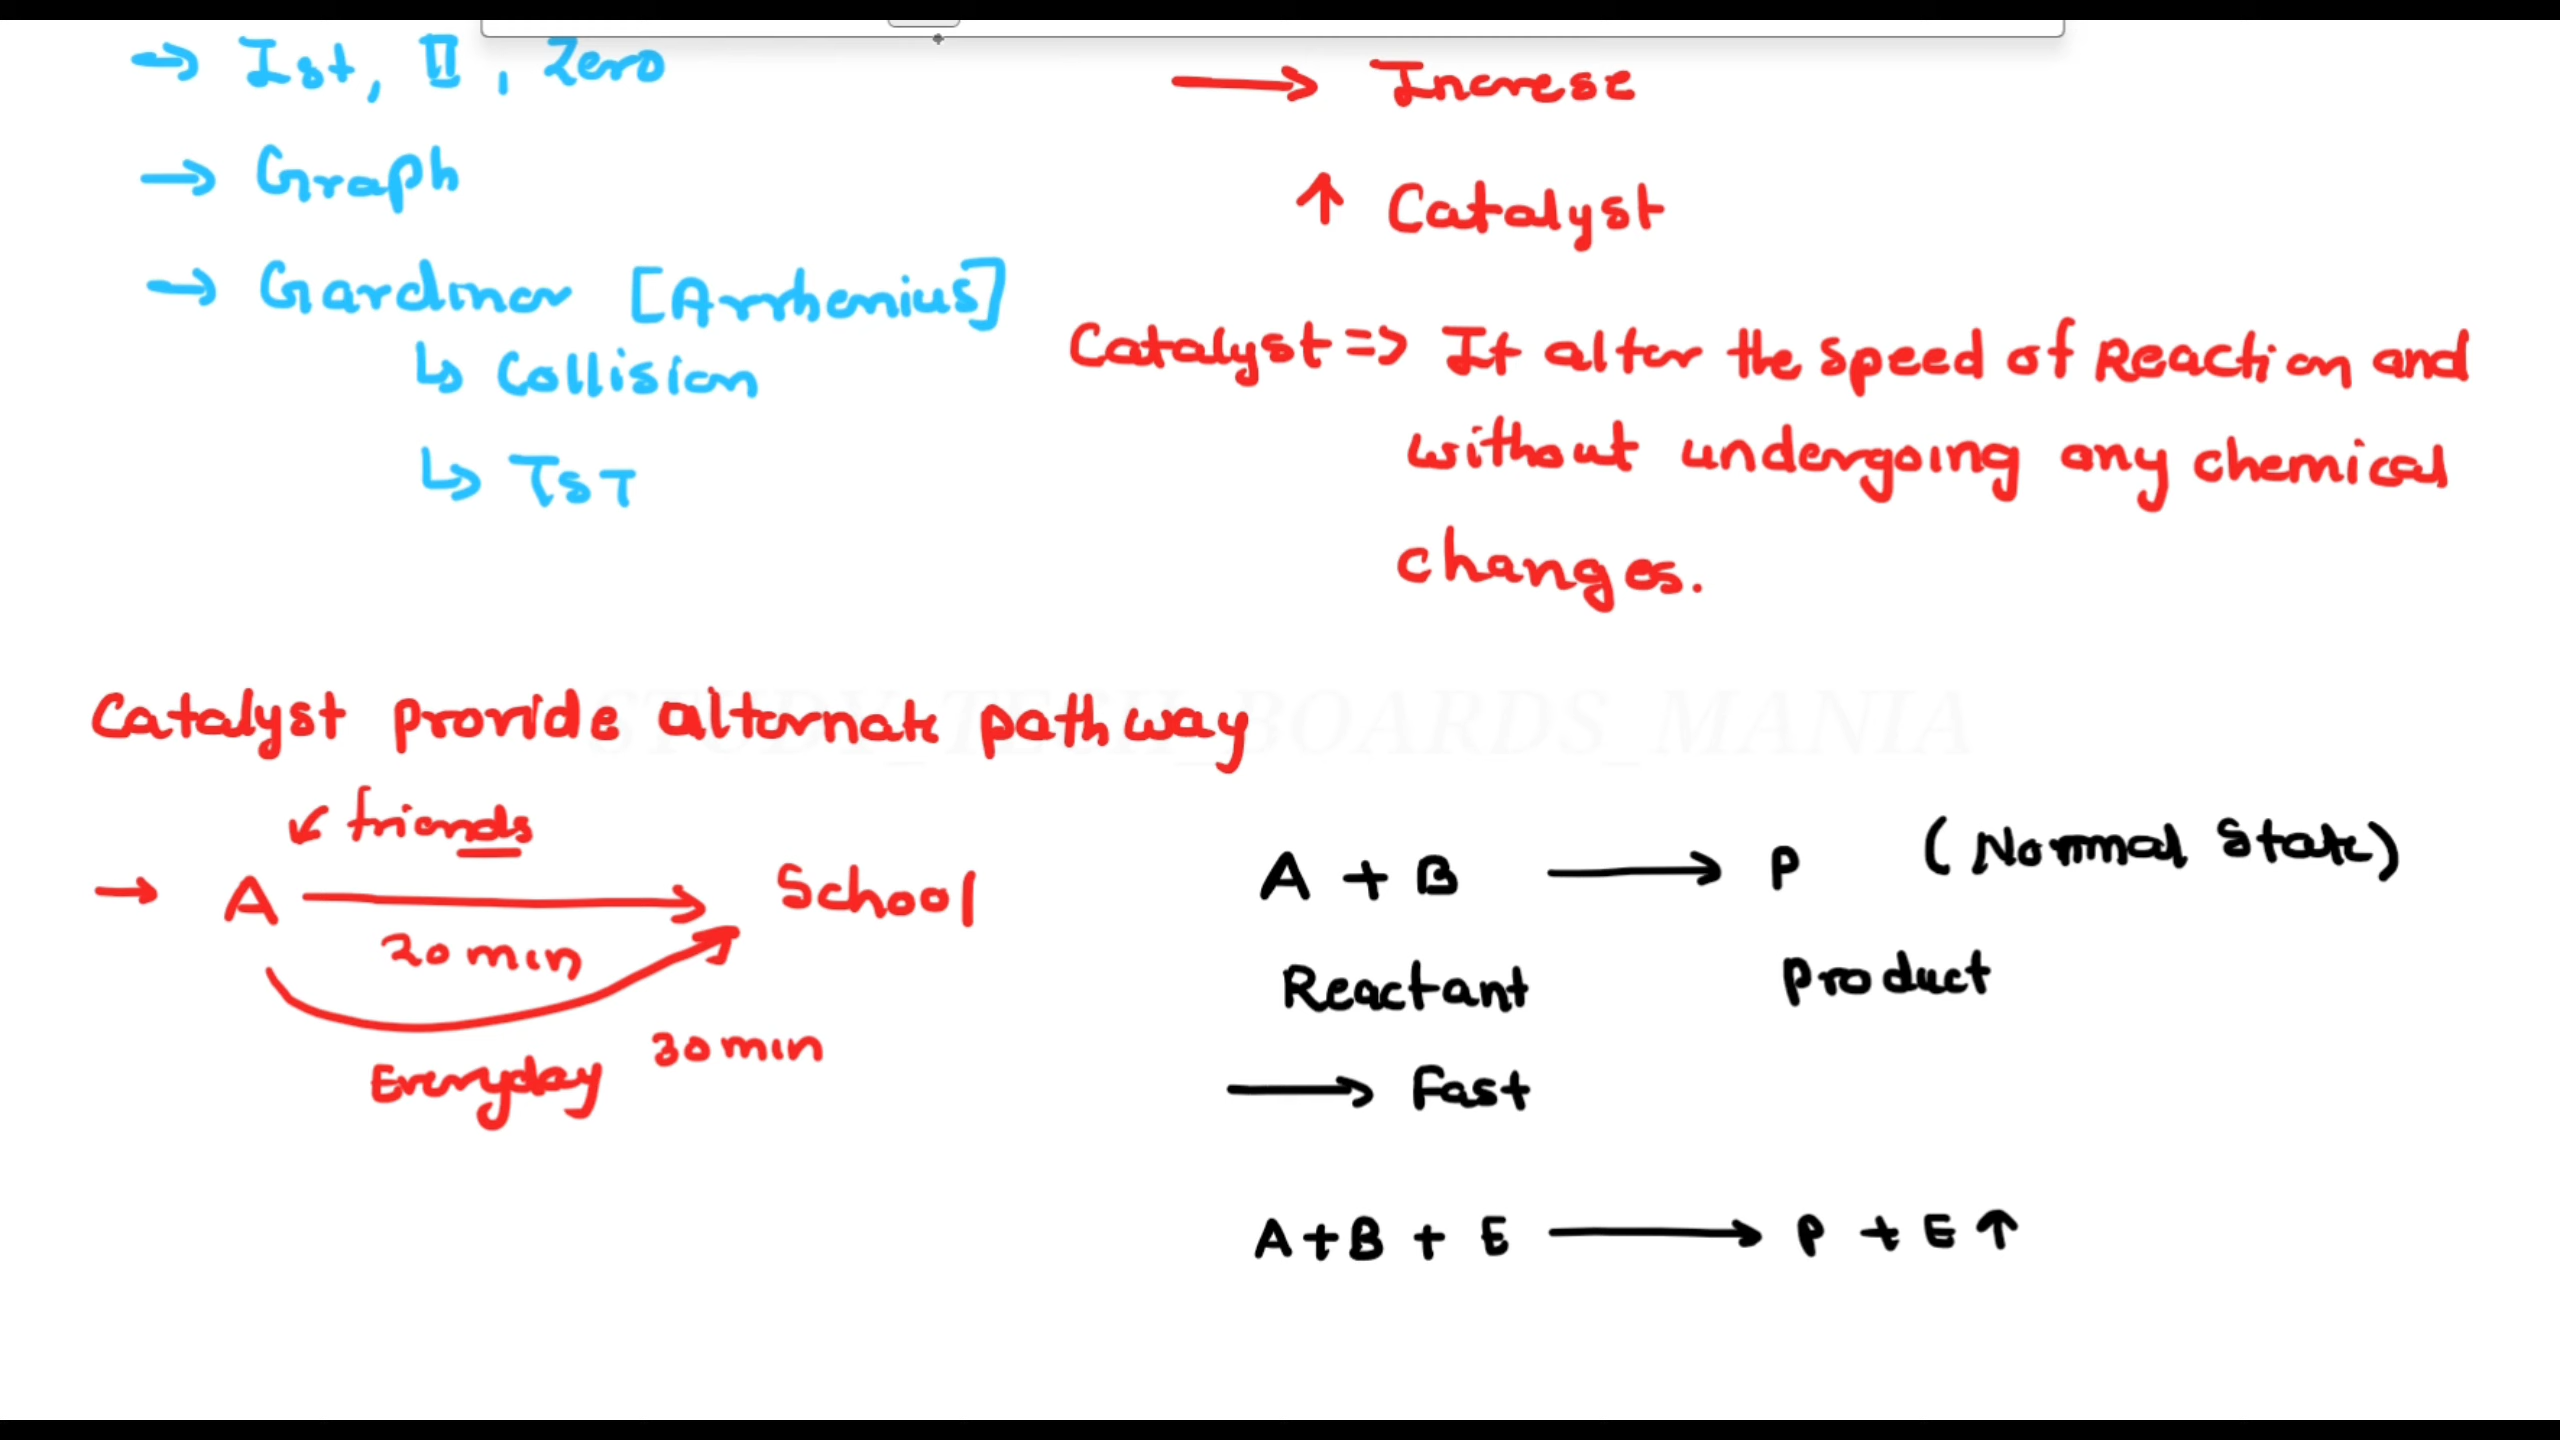 → Ist, II, Zero
→ Graph
→ Gardinar [Arrhenius]
↳ Collision
↳ TST
→ Increse
↑ Catalyst
Catalyst => It alter the speed of Reaction and
without undergoing any chemical
changes.
STUDY_TECH_BOARDS_MANIA
Catalyst provide alternate pathway
↙ friends
→ A → School
20 min
Everyday 30 min
A + B → P (Normal State)
Reactant Product
→ Fast
A+B + E → P + E ↑